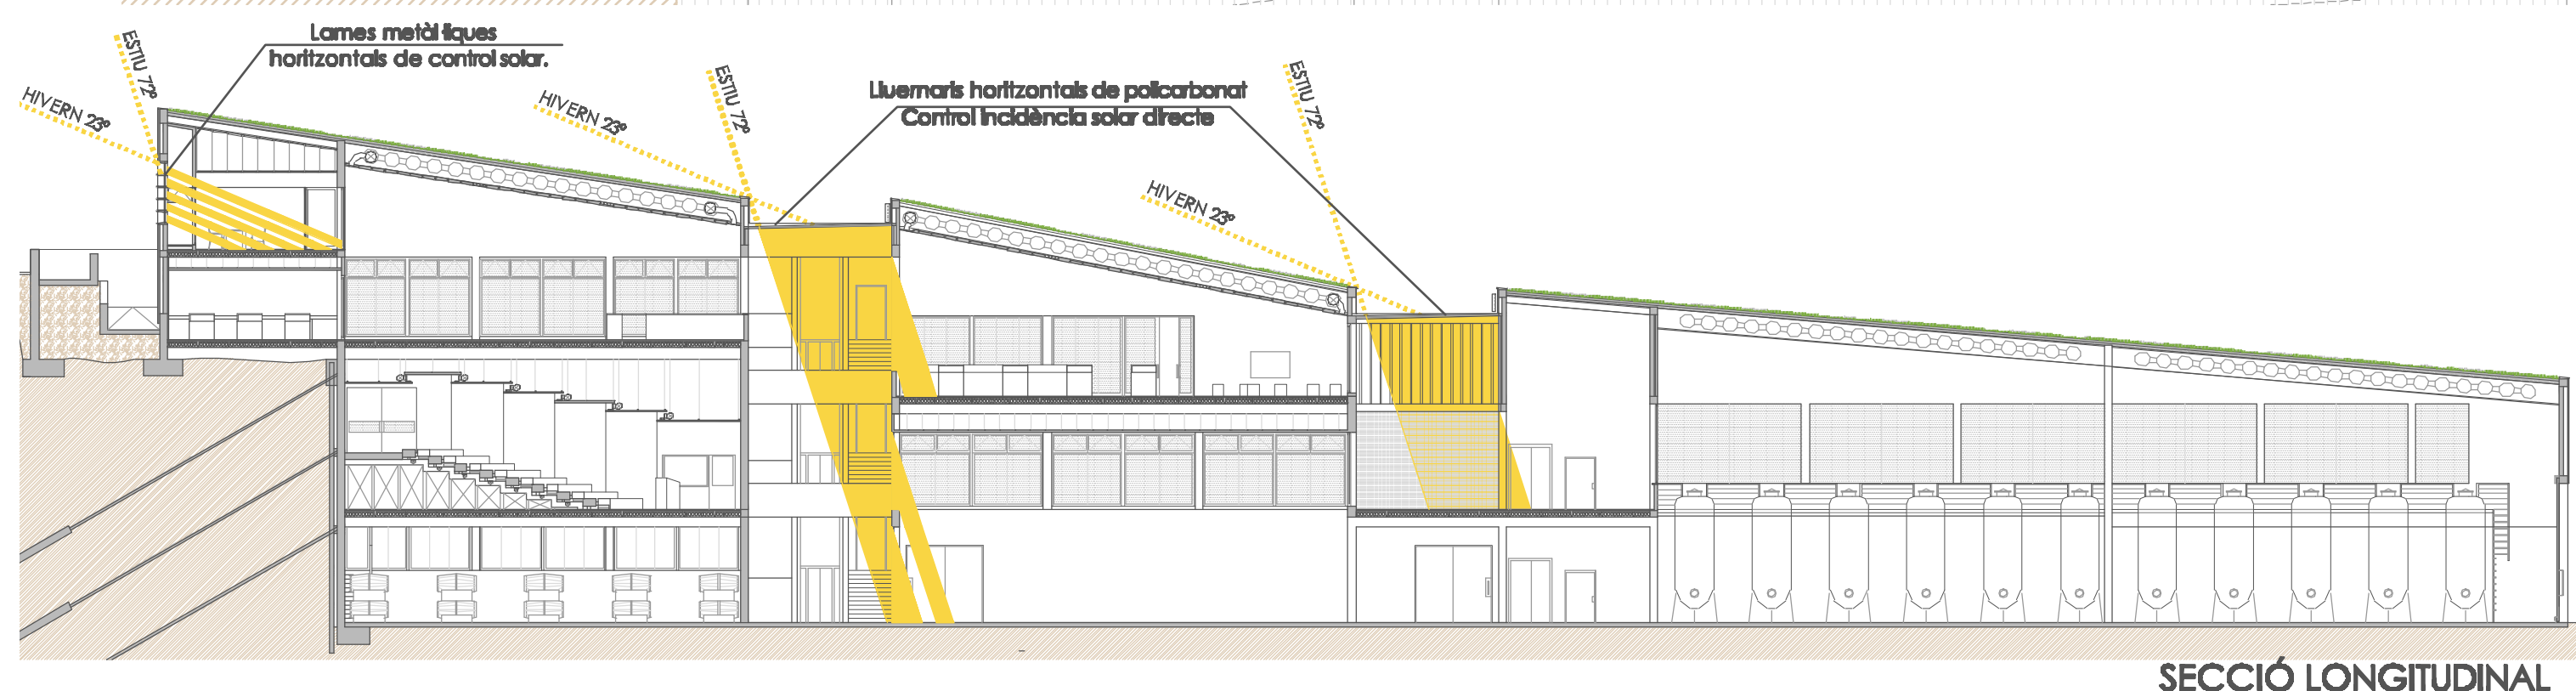 Lames metàl·liques
horitzontals de control solar.
ESTIU 72º
HIVERN 23º
HIVERN 23º
ESTIU 72º
Lluernaris horitzontals de policarbonat
Control incidència solar directe
ESTIU 72º
HIVERN 23º
SECCIÓ LONGITUDINAL